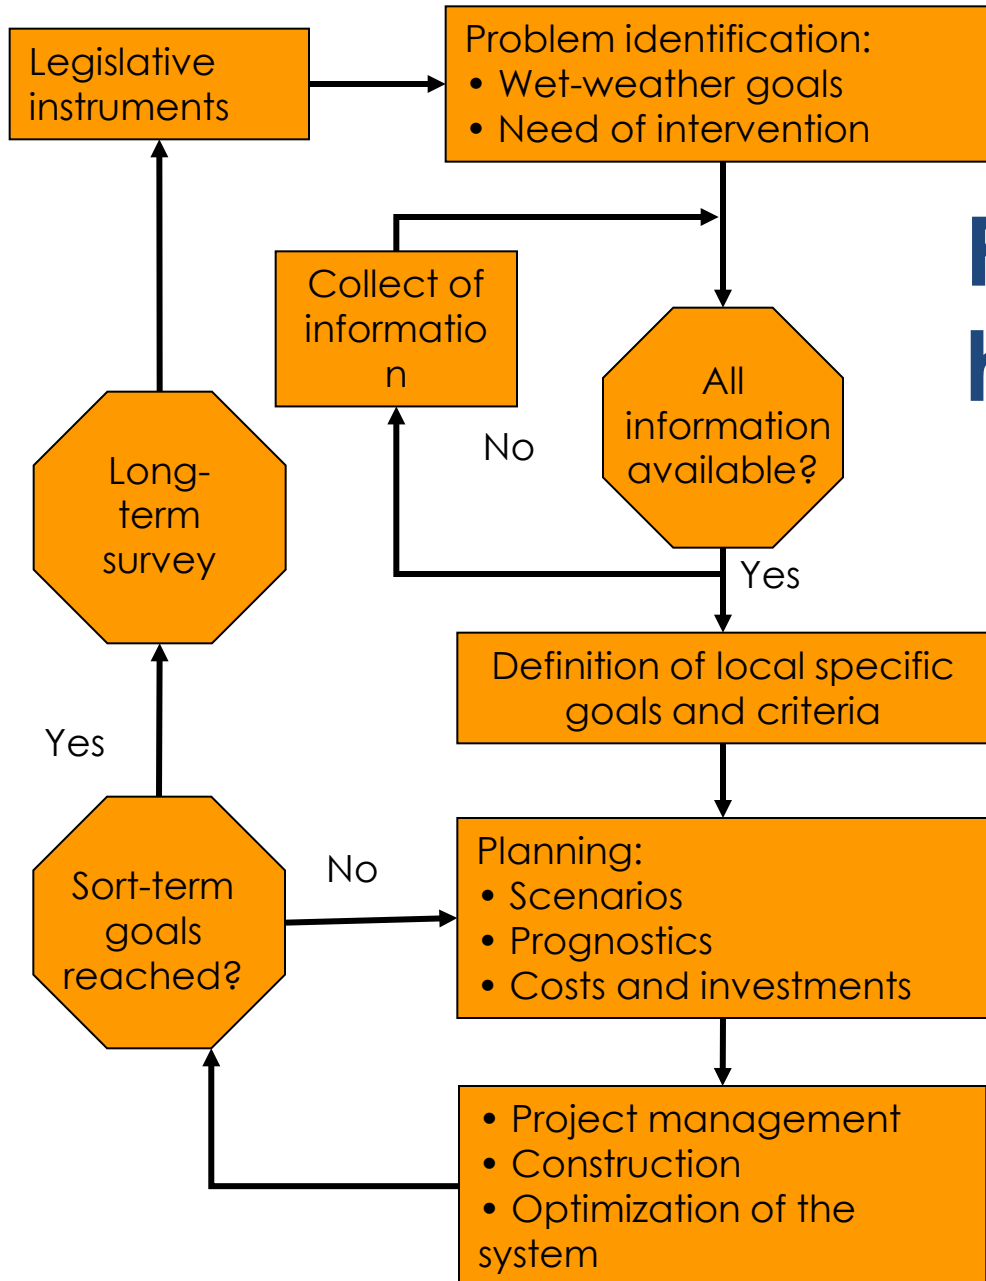 Legislative
instruments
Problem identification:
• Wet-weather goals
• Need of intervention
Collect of
informatio
n
All
information
available?
No
Yes
Long-
term
survey
Definition of local specific
goals and criteria
Yes
Sort-term
goals
reached?
No
Planning:
• Scenarios
• Prognostics
• Costs and investments
• Project management
• Construction
• Optimization of the
system